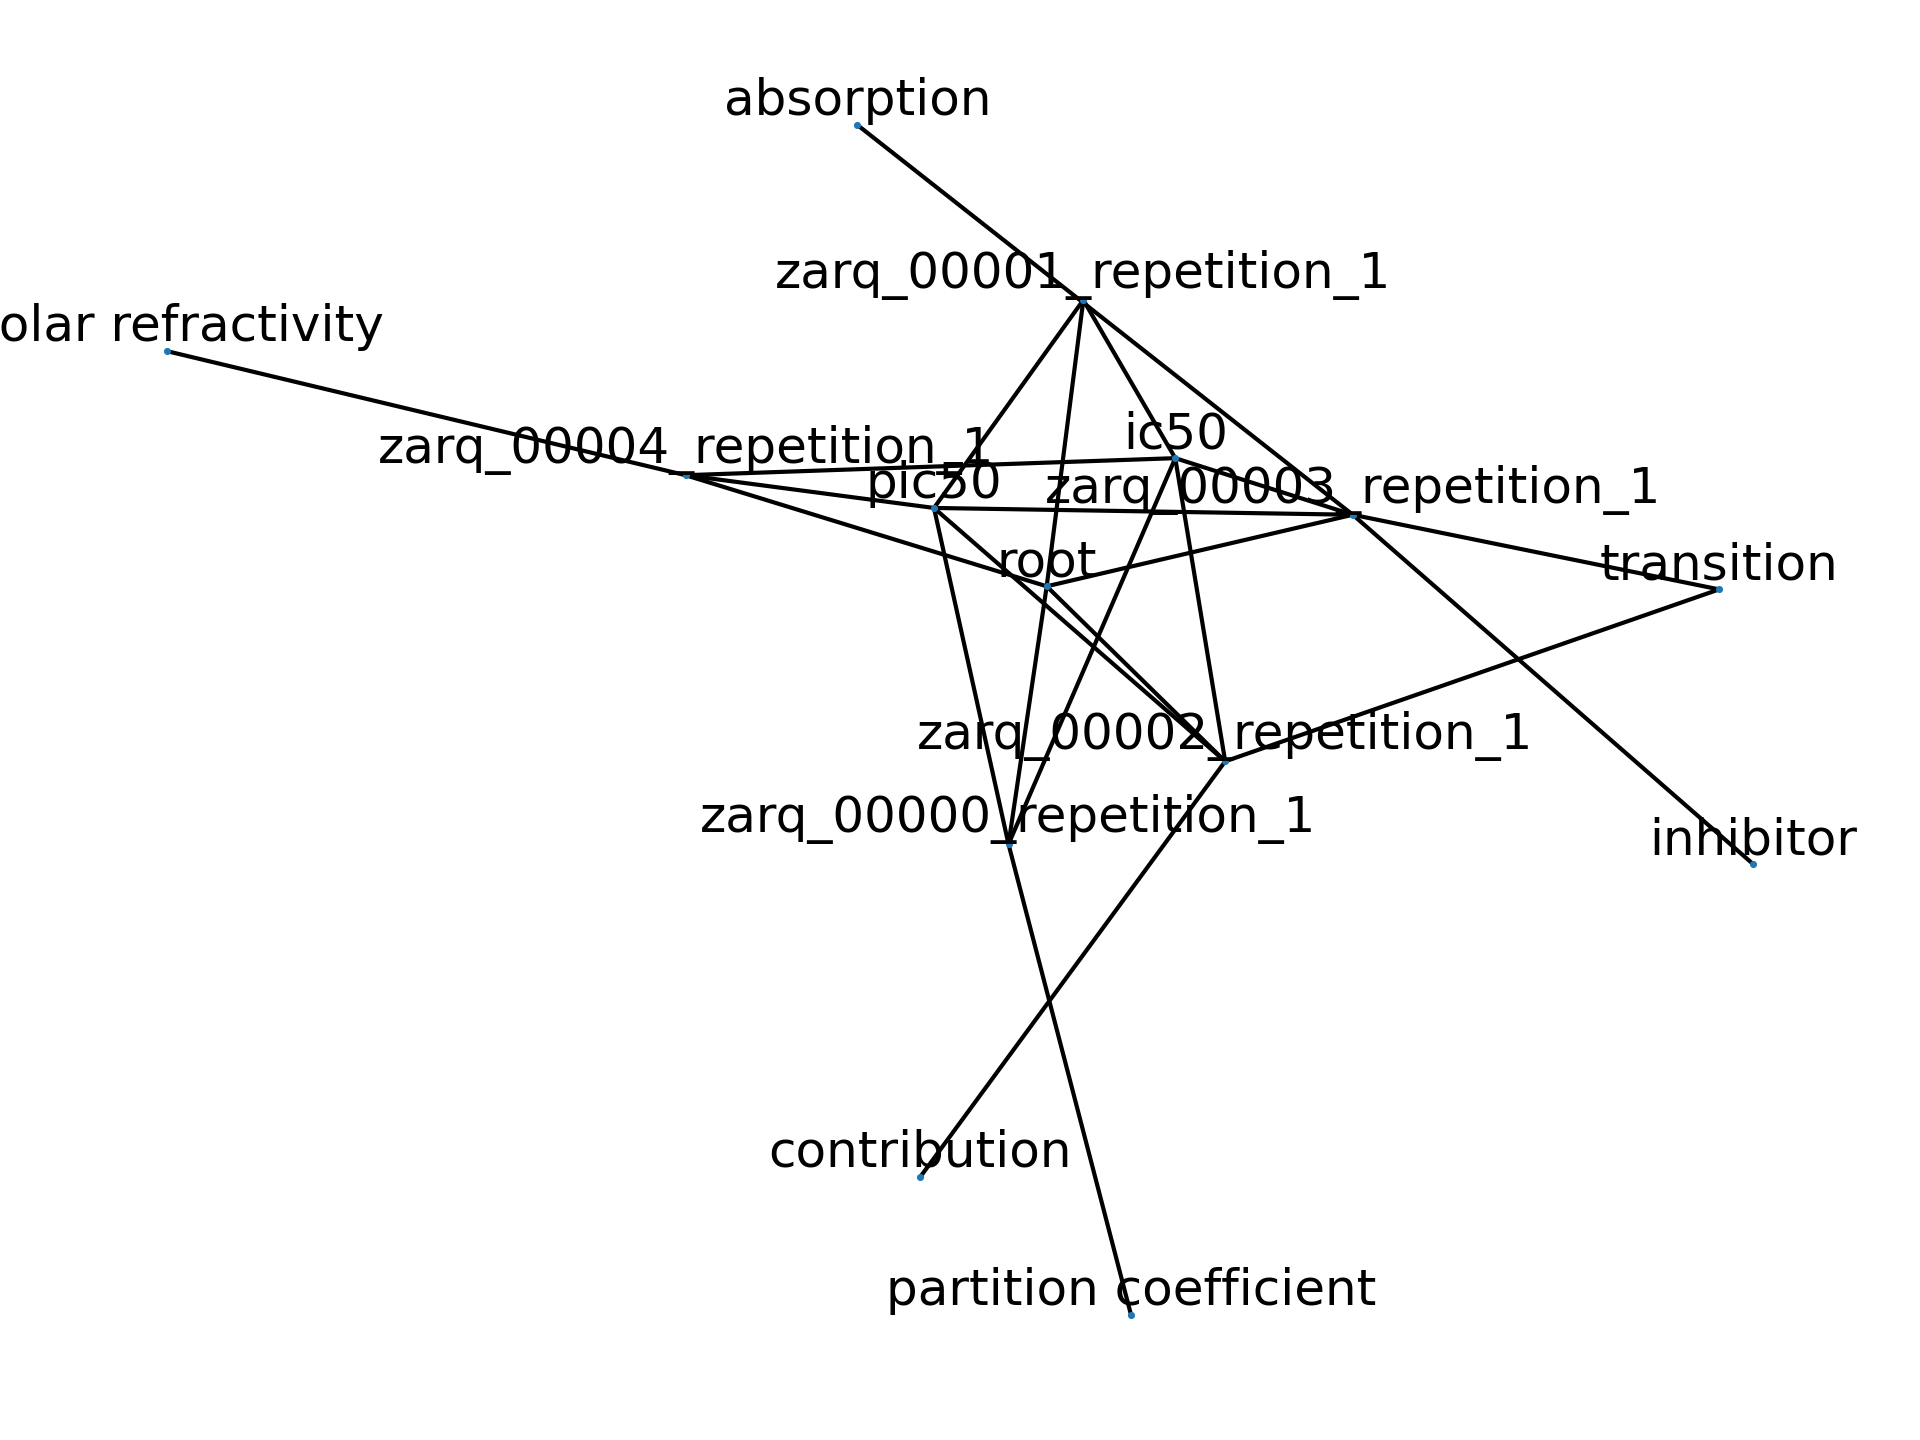 absorption
zarq_00001_repetition_1
olar refractivity
ic50
zarq_00004_repetition_1
pic50
zarq_00003_repetition_1
root
transition
zarq_00002_repetition_1
zarq_00000_repetition_1
inhibitor
contribution
partition coefficient